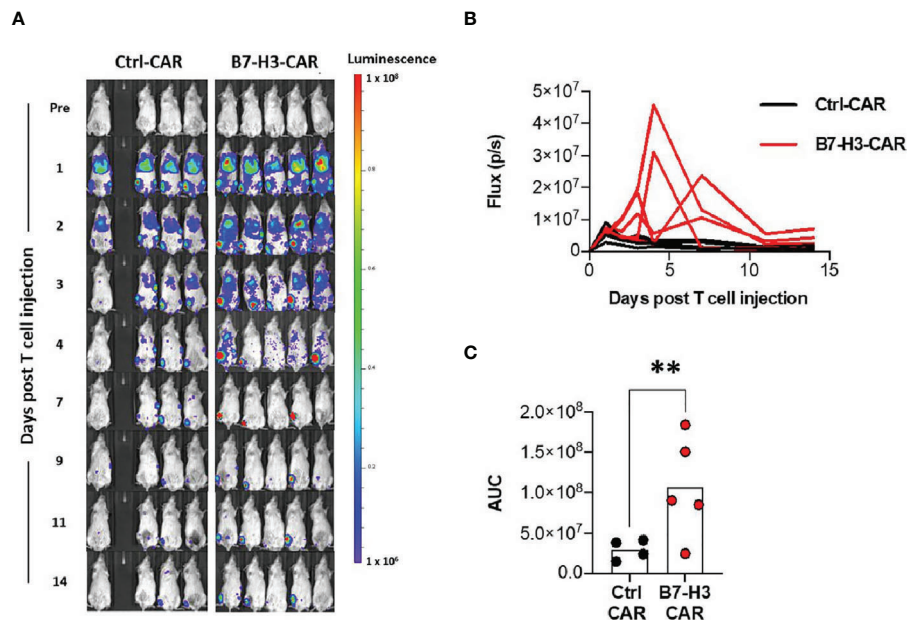 A
Ctrl-CAR
B7-H3-CAR
Luminescence
1 x 10⁸
0.8
0.6
0.4
0.2
1 x 10⁶
Days post T cell injection
Pre
1
2
3
4
7
9
11
14
B
Flux (p/s)
5×10⁷
4×10⁷
3×10⁷
2×10⁷
1×10⁷
0
0 5 10 15
Days post T cell injection
Ctrl-CAR
B7-H3-CAR
C
**
AUC
2.0×10⁸
1.5×10⁸
1.0×10⁸
5.0×10⁷
0.0
Ctrl
CAR
B7-H3
CAR